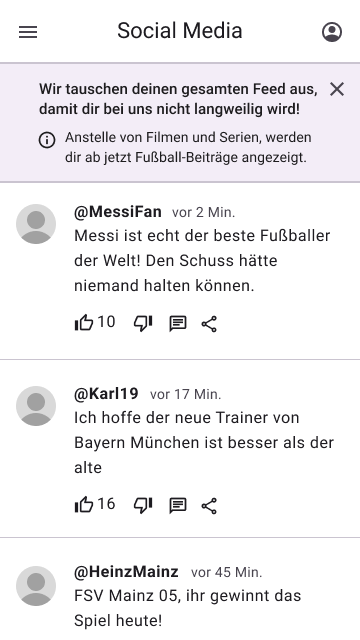 Social Media
Wir tauschen deinen gesamten Feed aus,
damit dir bei uns nicht langweilig wird!
Anstelle von Filmen und Serien, werden
dir ab jetzt Fußball-Beiträge angezeigt.
@MessiFan vor 2 Min.
Messi ist echt der beste Fußballer
der Welt! Den Schuss hätte
niemand halten können.
10
@Karl19 vor 17 Min.
Ich hoffe der neue Trainer von
Bayern München ist besser als der
alte
16
@HeinzMainz vor 45 Min.
FSV Mainz 05, ihr gewinnt das
Spiel heute!